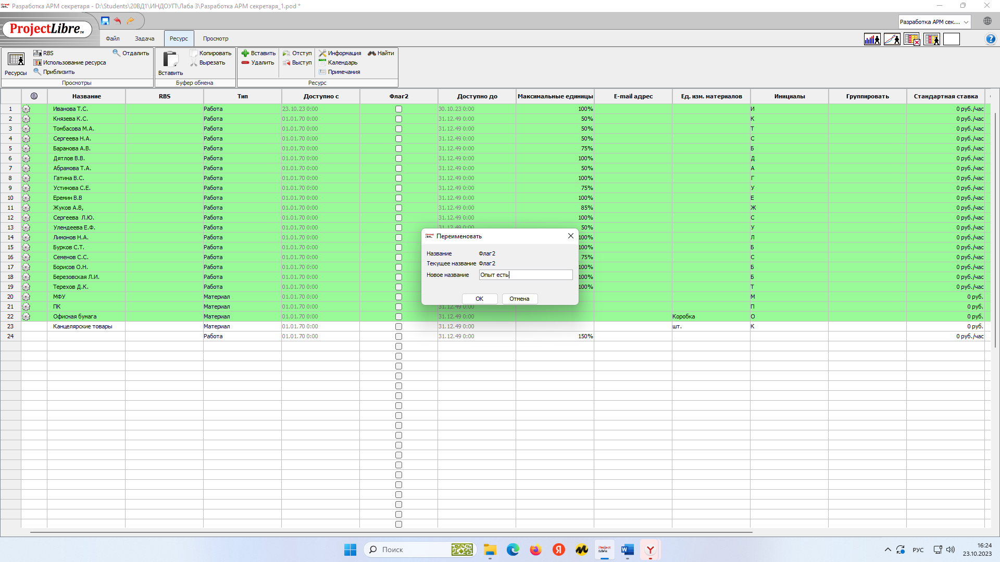 Разработка АРМ секретаря - D:\Students\20ВД1\ИНДОУП\Лаба 3\Разработка АРМ секретаря_1.pod *
ProjectLibre™
Разработка АРМ сек...
Файл Задача Ресурс Просмотр
Ресурсы
RBS
Использование ресурса
Приблизить
Отдалить
Просмотры
Вставить
Копировать
Вырезать
Буфер обмена
Вставить
Удалить
Отступ
Выступ
Информация
Календарь
Примечания
Найти
Ресурс
Название RBS Тип Доступно с Флаг2 Доступно до Максимальные единицы E-mail адрес Ед. изм. материалов Инициалы Группировать Стандартная ставка
1 Иванова Т.С. Работа 23.10.23 0:00 30.10.23 0:00 100% И 0 руб./час
2 Князева К.С. Работа 01.01.70 0:00 31.12.49 0:00 50% К 0 руб./час
3 Томбасова М.А. Работа 01.01.70 0:00 31.12.49 0:00 50% Т 0 руб./час
4 Сергеева Н.А. Работа 01.01.70 0:00 31.12.49 0:00 50% С 0 руб./час
5 Баранова А.В. Работа 01.01.70 0:00 31.12.49 0:00 75% Б 0 руб./час
6 Дятлов В.В. Работа 01.01.70 0:00 31.12.49 0:00 100% Д 0 руб./час
7 Абрамова Т.А. Работа 01.01.70 0:00 31.12.49 0:00 50% А 0 руб./час
8 Гатина В.С. Работа 01.01.70 0:00 31.12.49 0:00 100% Г 0 руб./час
9 Устинова С.Е. Работа 01.01.70 0:00 31.12.49 0:00 75% У 0 руб./час
10 Еремин В.В Работа 01.01.70 0:00 31.12.49 0:00 100% Е 0 руб./час
11 Жуков А.В, Работа 01.01.70 0:00 31.12.49 0:00 85% Ж 0 руб./час
12 Сергеева Л.Ю. Работа 01.01.70 0:00 31.12.49 0:00 100% С 0 руб./час
13 Улендеева Е.Ф. Работа 01.01.70 0:00 31.12.49 0:00 50% У 0 руб./час
14 Лимонов Н.А. Работа 01.01.70 0:00 100% Л 0 руб./час
15 Бурков С.Т. Работа 01.01.70 0:00 100% Б 0 руб./час
16 Семенов С.С. Работа 01.01.70 0:00 75% С 0 руб./час
17 Борисов О.Н. Работа 01.01.70 0:00 100% Б 0 руб./час
18 Березовская Л.И. Работа 01.01.70 0:00 100% Б 0 руб./час
19 Терехов Д.К. Работа 01.01.70 0:00 100% Т 0 руб./час
20 МФУ Материал 01.01.70 0:00 М 0 руб.
21 ПК Материал 01.01.70 0:00 31.12.49 0:00 П 0 руб.
22 Офисная бумага Материал 01.01.70 0:00 31.12.49 0:00 Коробка О 0 руб.
23 Канцелярские товары Материал 01.01.70 0:00 31.12.49 0:00 шт. К 0 руб.
24 Работа 01.01.70 0:00 31.12.49 0:00 150% 0 руб./час
Переименовать
Название Флаг2
Текущее название Флаг2
Новое название Опыт есть
OK Отмена
Поиск
РУС
16:24
23.10.2023